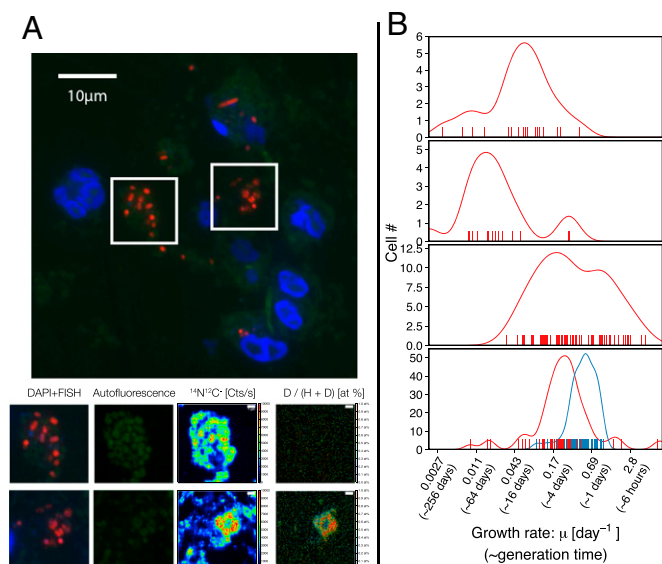 A
10μm
DAPI+FISH
Autofluorescence
¹⁴N¹²C⁻ [Cts/s]
D / (H + D) [at %]
B
Cell #
6
5
4
3
2
1
0
5
4
3
2
1
0
12.5
10.0
7.5
5.0
2.5
0.0
50
40
30
20
10
0
0.0027
(~256 days)
0.011
(~64 days)
0.043
(~16 days)
0.17
(~4 days)
0.69
(~1 days)
2.8
(~6 hours)
Growth rate: μ [day⁻¹]
(~generation time)